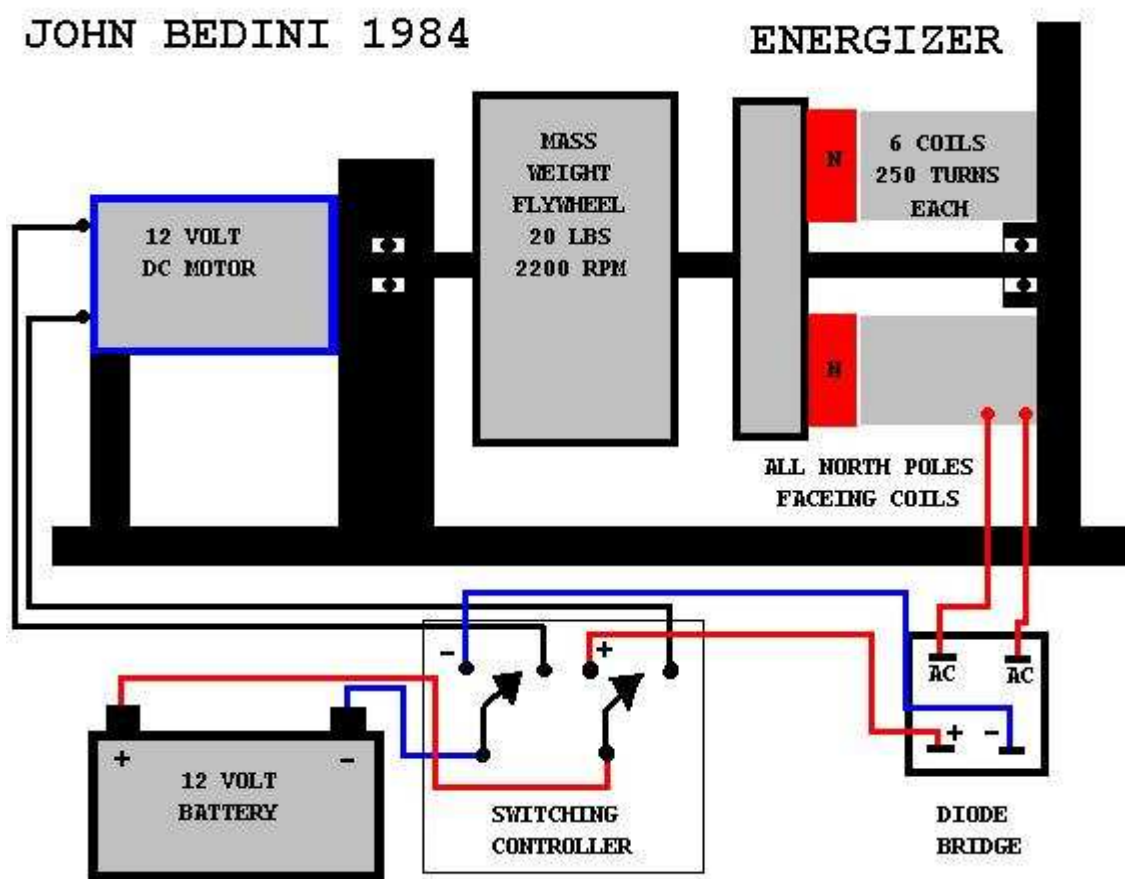 JOHN BEDINI 1984
ENERGIZER
MASS
WEIGHT
FLYWHEEL
20 LBS
2200 RPM
N
6 COILS
250 TURNS
EACH
12 VOLT
DC MOTOR
N
ALL NORTH POLES
FACEING COILS
- +
AC AC
+ -
+ -
12 VOLT
BATTERY
SWITCHING
CONTROLLER
DIODE
BRIDGE